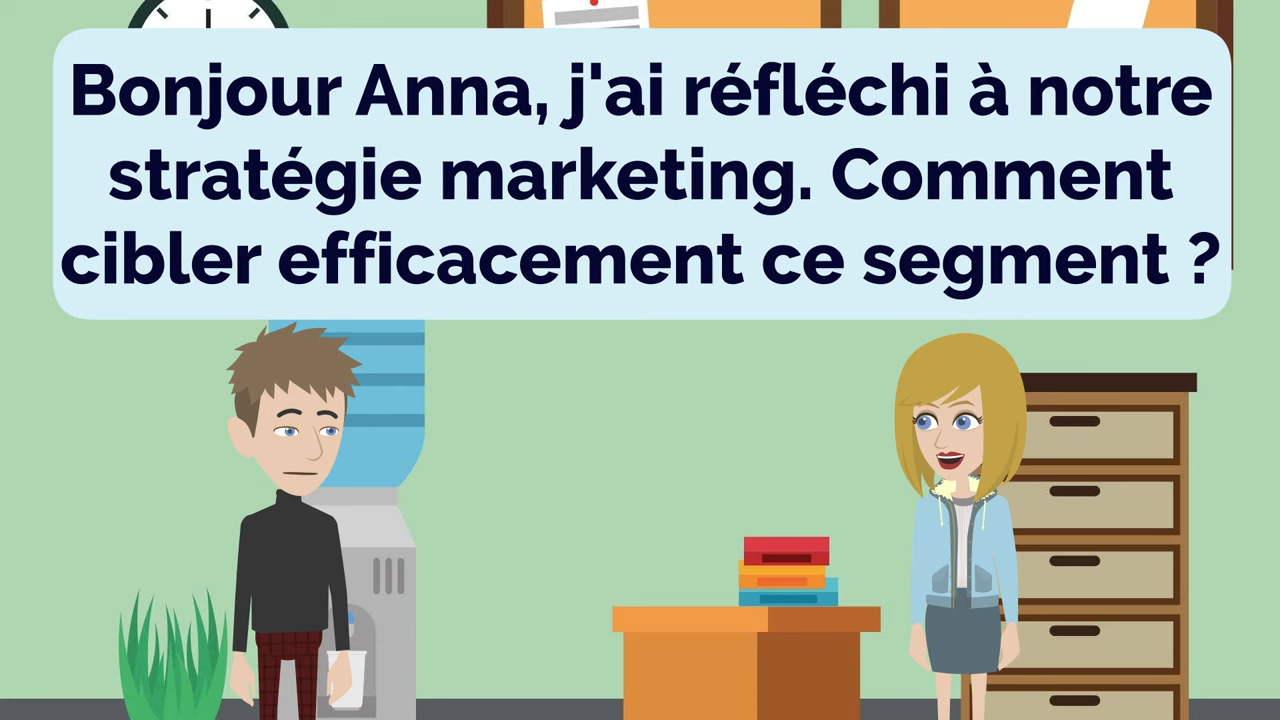 Bonjour Anna, j'ai réfléchi à notre
stratégie marketing. Comment
cibler efficacement ce segment ?